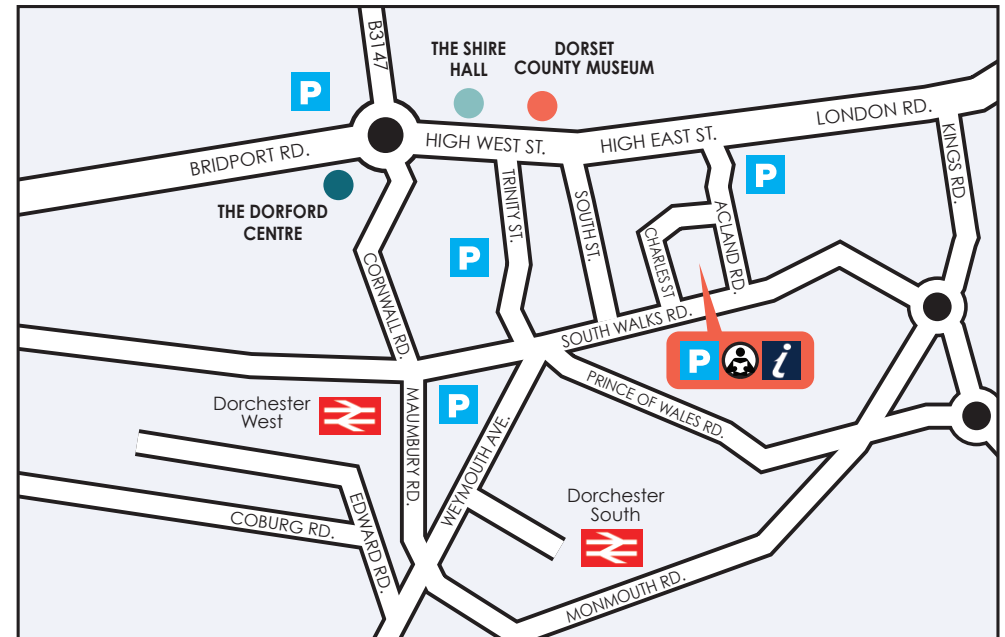 B3147
THE SHIRE
HALL
DORSET
COUNTY MUSEUM
P
LONDON RD.
HIGH WEST ST.
HIGH EAST ST.
KINGS RD.
BRIDPORT RD.
P
TRINITY ST.
SOUTH ST.
ACLAND RD.
THE DORFORD
CENTRE
CHARLES ST
P
CORNWALL RD.
SOUTH WALKS RD.
P
i
PRINCE OF WALES RD.
Dorchester
West
P
MAUMBURY RD.
WEYMOUTH AVE.
Dorchester
South
COBURG RD.
EDWARD RD.
MONMOUTH RD.